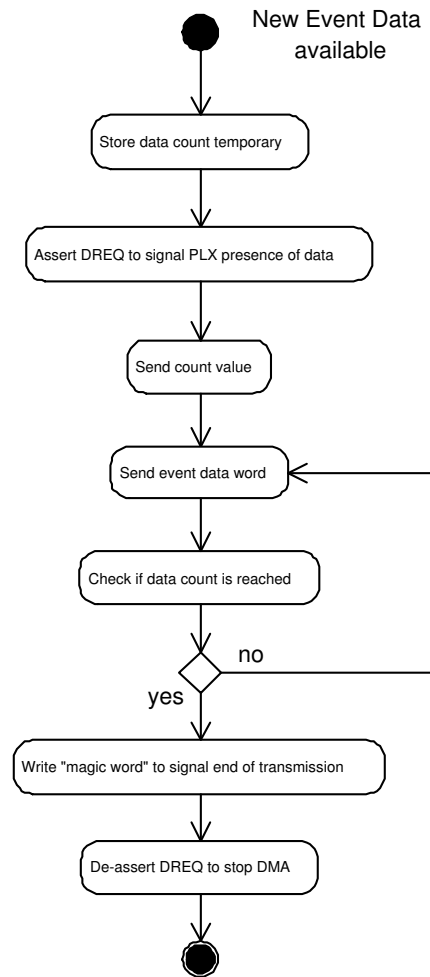 New Event Data
available
Store data count temporary
Assert DREQ to signal PLX presence of data
Send count value
Send event data word
Check if data count is reached
no
yes
Write "magic word" to signal end of transmission
De-assert DREQ to stop DMA